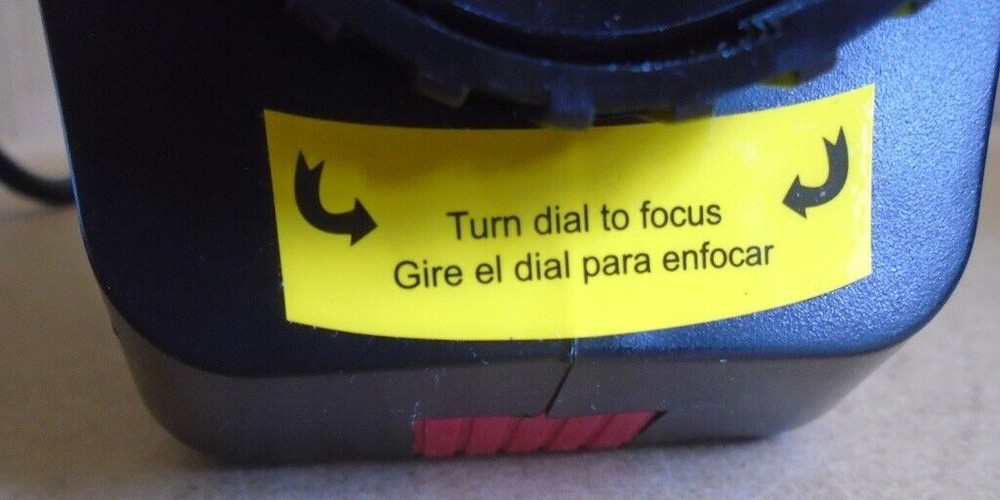 Turn dial to focus
Gire el dial para enfocar